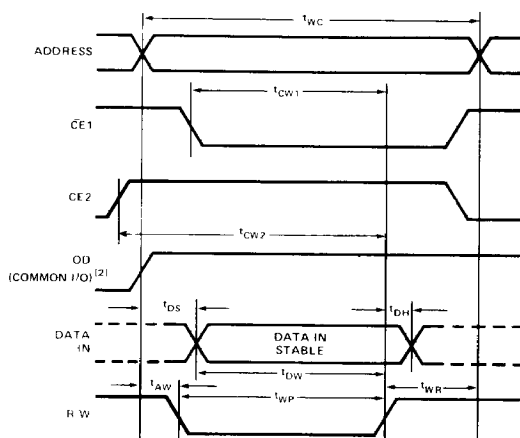 tWC
ADDRESS
tCW1
CE1
CE2
tCW2
OD
(COMMON I/O)[2]
tDS
tDH
DATA
IN
DATA IN
STABLE
tDW
tAW
tWP
tWR
R/W